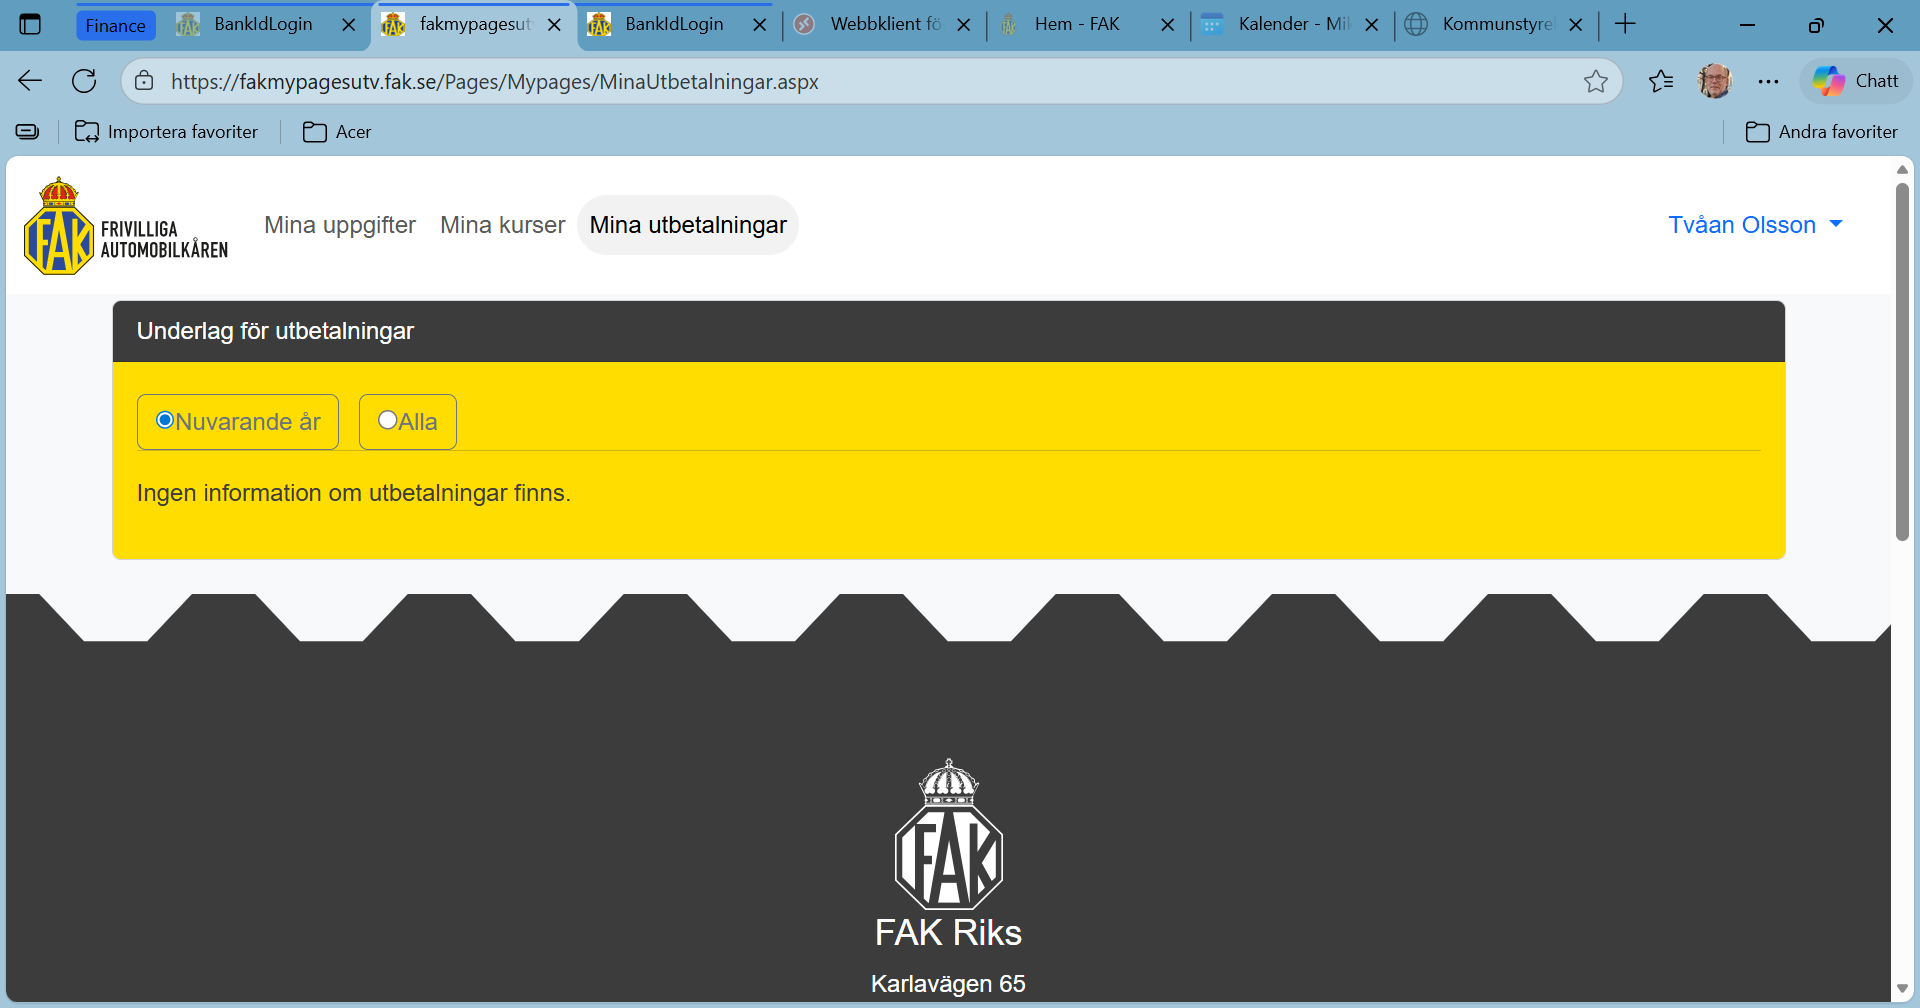 Finance BankIdLogin fakmypagesut BankIdLogin Webbklient fö Hem - FAK Kalender - Mi Kommunstyre
https://fakmypagesutv.fak.se/Pages/Mypages/MinaUtbetalningar.aspx Chatt
Importera favoriter Acer Andra favoriter
FAK FRIVILLIGA AUTOMOBILKÅREN
Mina uppgifter Mina kurser Mina utbetalningar Tvåan Olsson
Underlag för utbetalningar
Nuvarande år Alla
Ingen information om utbetalningar finns.
FAK
FAK Riks
Karlavägen 65